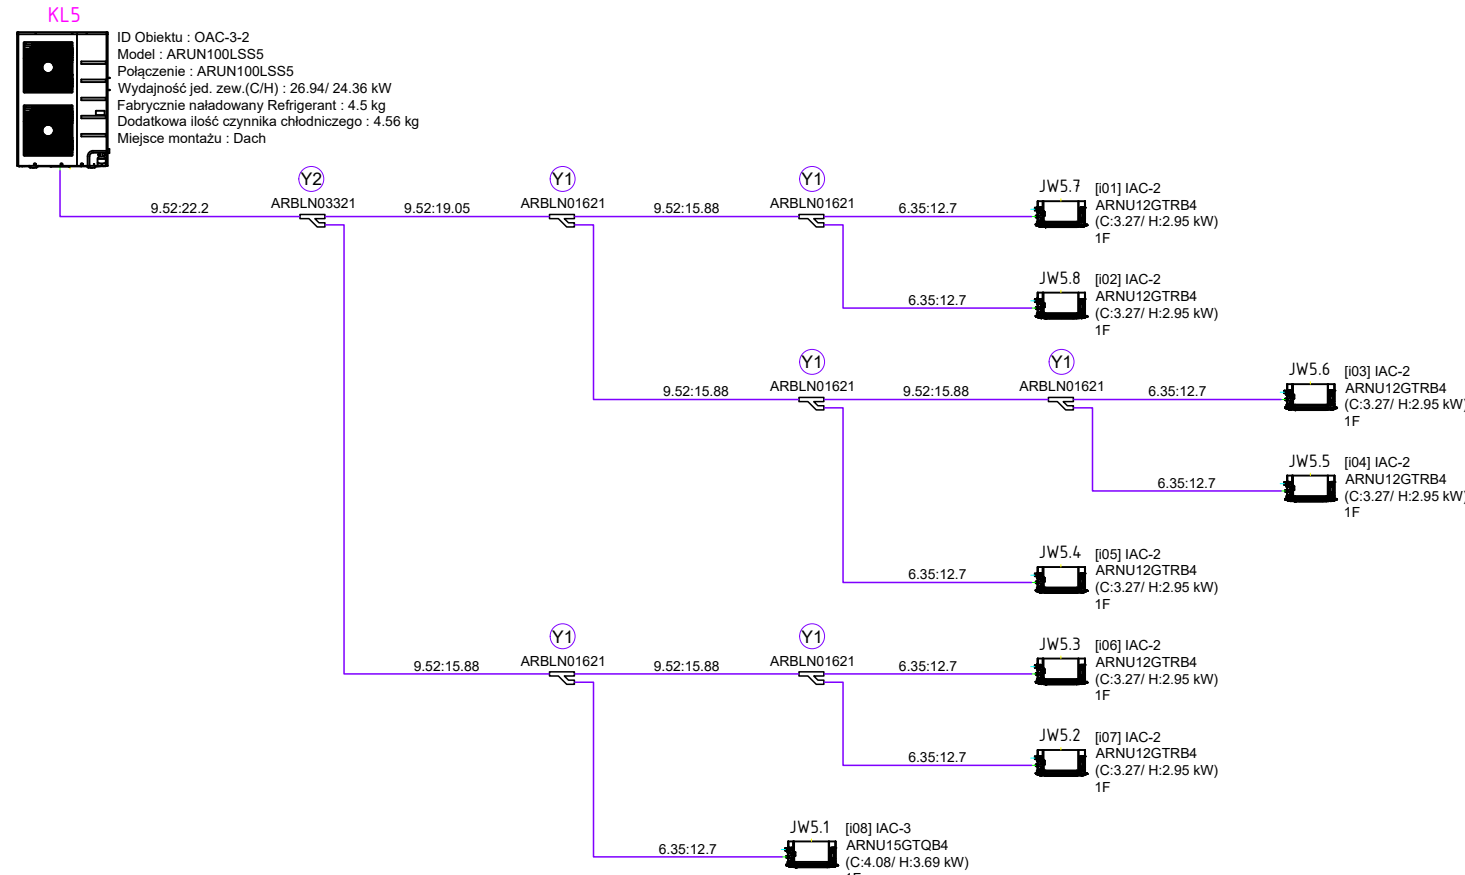 KL5
ID Obiektu : OAC-3-2
Model : ARUN100LSS5
Połączenie : ARUN100LSS5
Wydajność jed. zew.(C/H) : 26.94/ 24.36 kW
Fabrycznie naładowany Refrigerant : 4.5 kg
Dodatkowa ilość czynnika chłodniczego : 4.56 kg
Miejsce montażu : Dach
9.52:22.2
Y2
ARBLN03321
9.52:19.05
Y1
ARBLN01621
9.52:15.88
Y1
ARBLN01621
6.35:12.7
JW5.7
[i01] IAC-2
ARNU12GTRB4
(C:3.27/ H:2.95 kW)
1F
6.35:12.7
JW5.8
[i02] IAC-2
ARNU12GTRB4
(C:3.27/ H:2.95 kW)
1F
9.52:15.88
Y1
ARBLN01621
9.52:15.88
Y1
ARBLN01621
6.35:12.7
JW5.6
[i03] IAC-2
ARNU12GTRB4
(C:3.27/ H:2.95 kW)
1F
6.35:12.7
JW5.5
[i04] IAC-2
ARNU12GTRB4
(C:3.27/ H:2.95 kW)
1F
6.35:12.7
JW5.4
[i05] IAC-2
ARNU12GTRB4
(C:3.27/ H:2.95 kW)
1F
9.52:15.88
Y1
ARBLN01621
9.52:15.88
Y1
ARBLN01621
6.35:12.7
JW5.3
[i06] IAC-2
ARNU12GTRB4
(C:3.27/ H:2.95 kW)
1F
6.35:12.7
JW5.2
[i07] IAC-2
ARNU12GTRB4
(C:3.27/ H:2.95 kW)
1F
6.35:12.7
JW5.1
[i08] IAC-3
ARNU15GTQB4
(C:4.08/ H:3.69 kW)